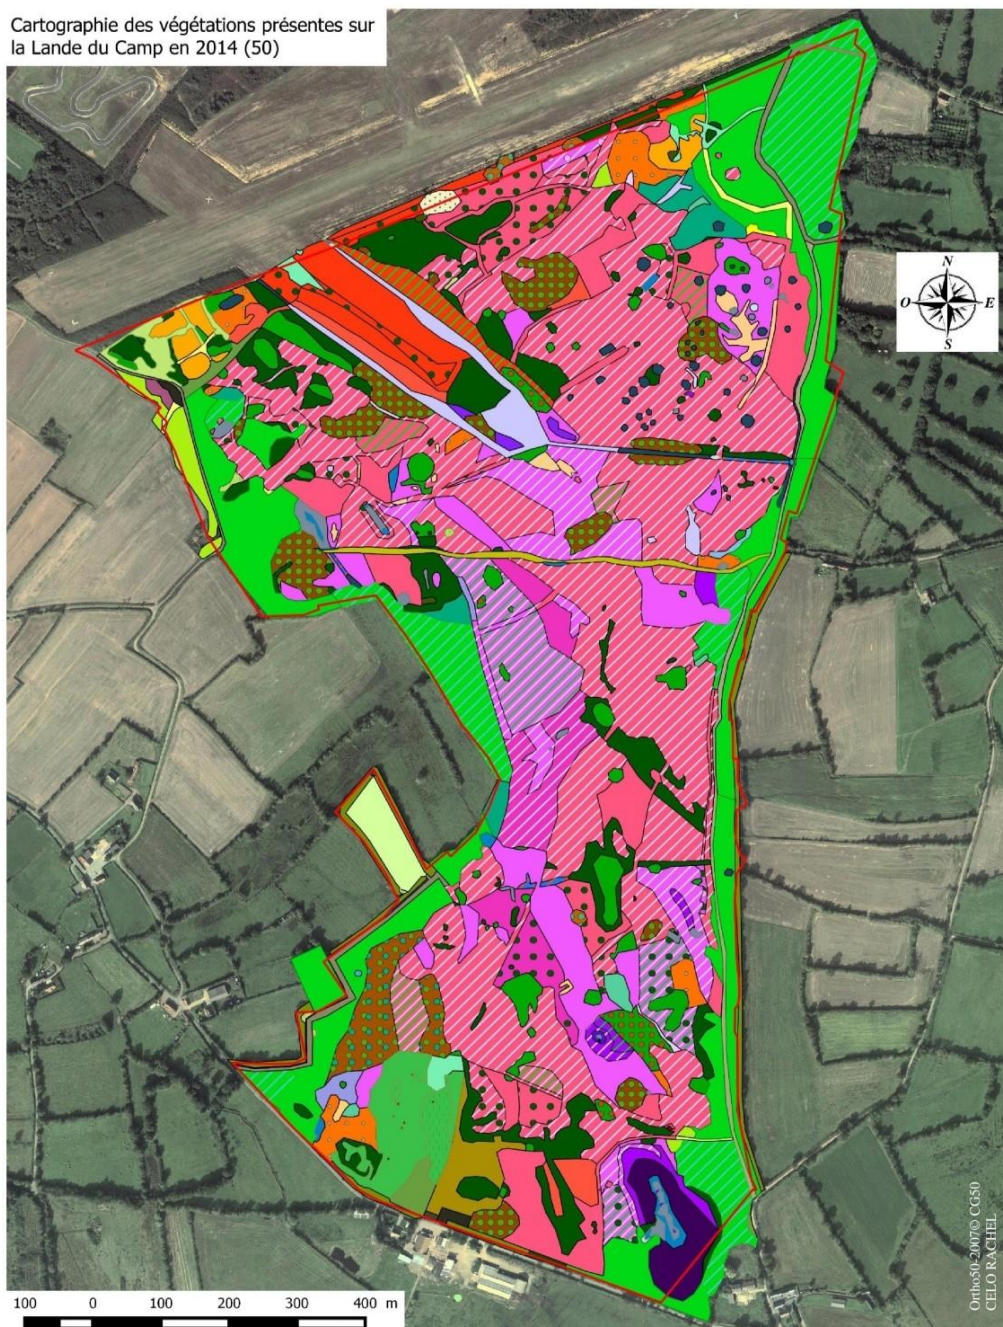 Cartographie des végétations présentes sur
la Lande du Camp en 2014 (50)
N
O
E
S
Ortho50-2007© CG50
CELO RACHEL
100 0 100 200 300 400 m